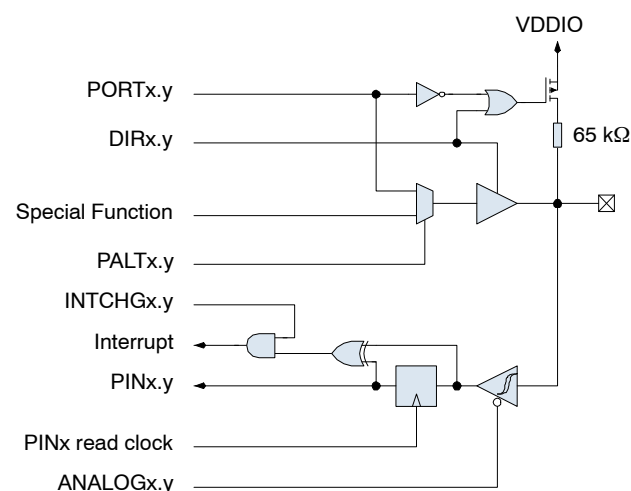 VDDIO
PORTx.y
DIRx.y
65 kΩ
Special Function
PALTx.y
INTCHGx.y
Interrupt
PINx.y
PINx read clock
ANALOGx.y